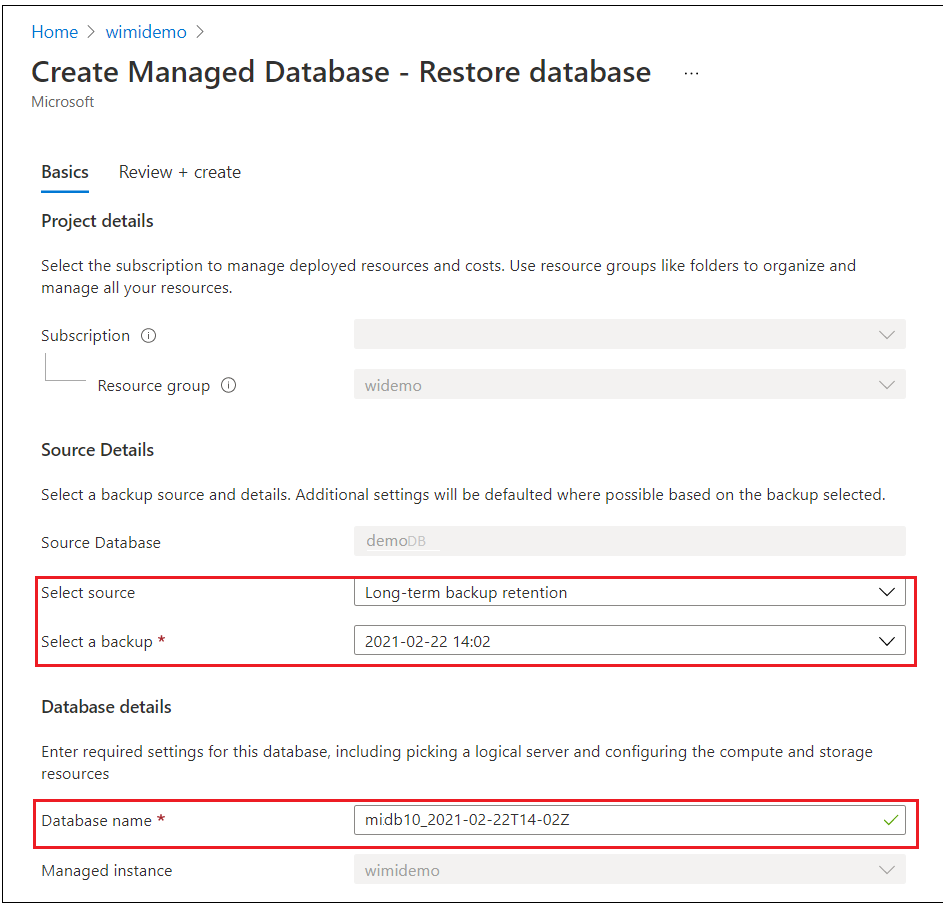 Home > wimidemo >
Create Managed Database - Restore database ...
Microsoft
Basics Review + create
Project details
Select the subscription to manage deployed resources and costs. Use resource groups like folders to organize and
manage all your resources.
Subscription
Resource group widemo
Source Details
Select a backup source and details. Additional settings will be defaulted where possible based on the backup selected.
Source Database demoDB
Select source Long-term backup retention
Select a backup * 2021-02-22 14:02
Database details
Enter required settings for this database, including picking a logical server and configuring the compute and storage
resources
Database name * midb10_2021-02-22T14-02Z
Managed instance wimidemo